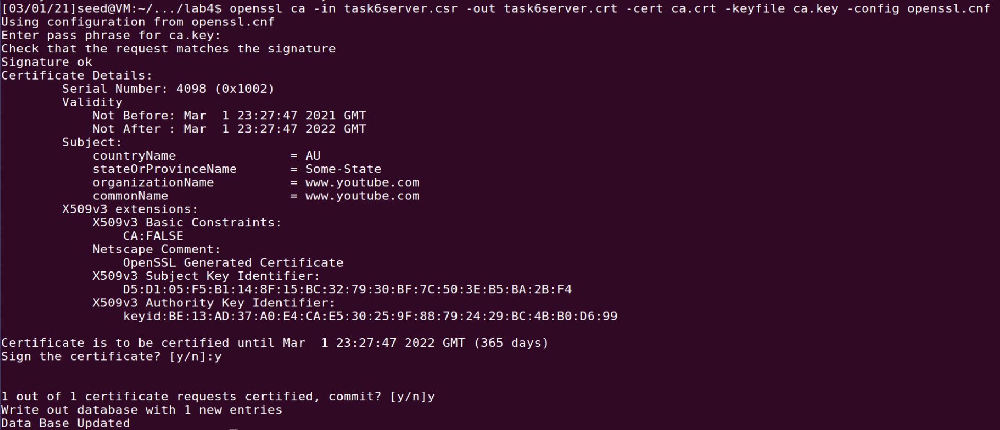 [03/01/21]seed@VM:~/.../lab4$ openssl ca -in task6server.csr -out task6server.crt -cert ca.crt -keyfile ca.key -config openssl.cnf
Using configuration from openssl.cnf
Enter pass phrase for ca.key:
Check that the request matches the signature
Signature ok
Certificate Details:
        Serial Number: 4098 (0x1002)
        Validity
            Not Before: Mar  1 23:27:47 2021 GMT
            Not After : Mar  1 23:27:47 2022 GMT
        Subject:
            countryName               = AU
            stateOrProvinceName       = Some-State
            organizationName          = www.youtube.com
            commonName                = www.youtube.com
        X509v3 extensions:
            X509v3 Basic Constraints:
                CA:FALSE
            Netscape Comment:
                OpenSSL Generated Certificate
            X509v3 Subject Key Identifier:
                D5:D1:05:F5:B1:14:8F:15:BC:32:79:30:BF:7C:50:3E:B5:BA:2B:F4
            X509v3 Authority Key Identifier:
                keyid:BE:13:AD:37:A0:E4:CA:E5:30:25:9F:88:79:24:29:BC:4B:B0:D6:99

Certificate is to be certified until Mar  1 23:27:47 2022 GMT (365 days)
Sign the certificate? [y/n]:y


1 out of 1 certificate requests certified, commit? [y/n]y
Write out database with 1 new entries
Data Base Updated